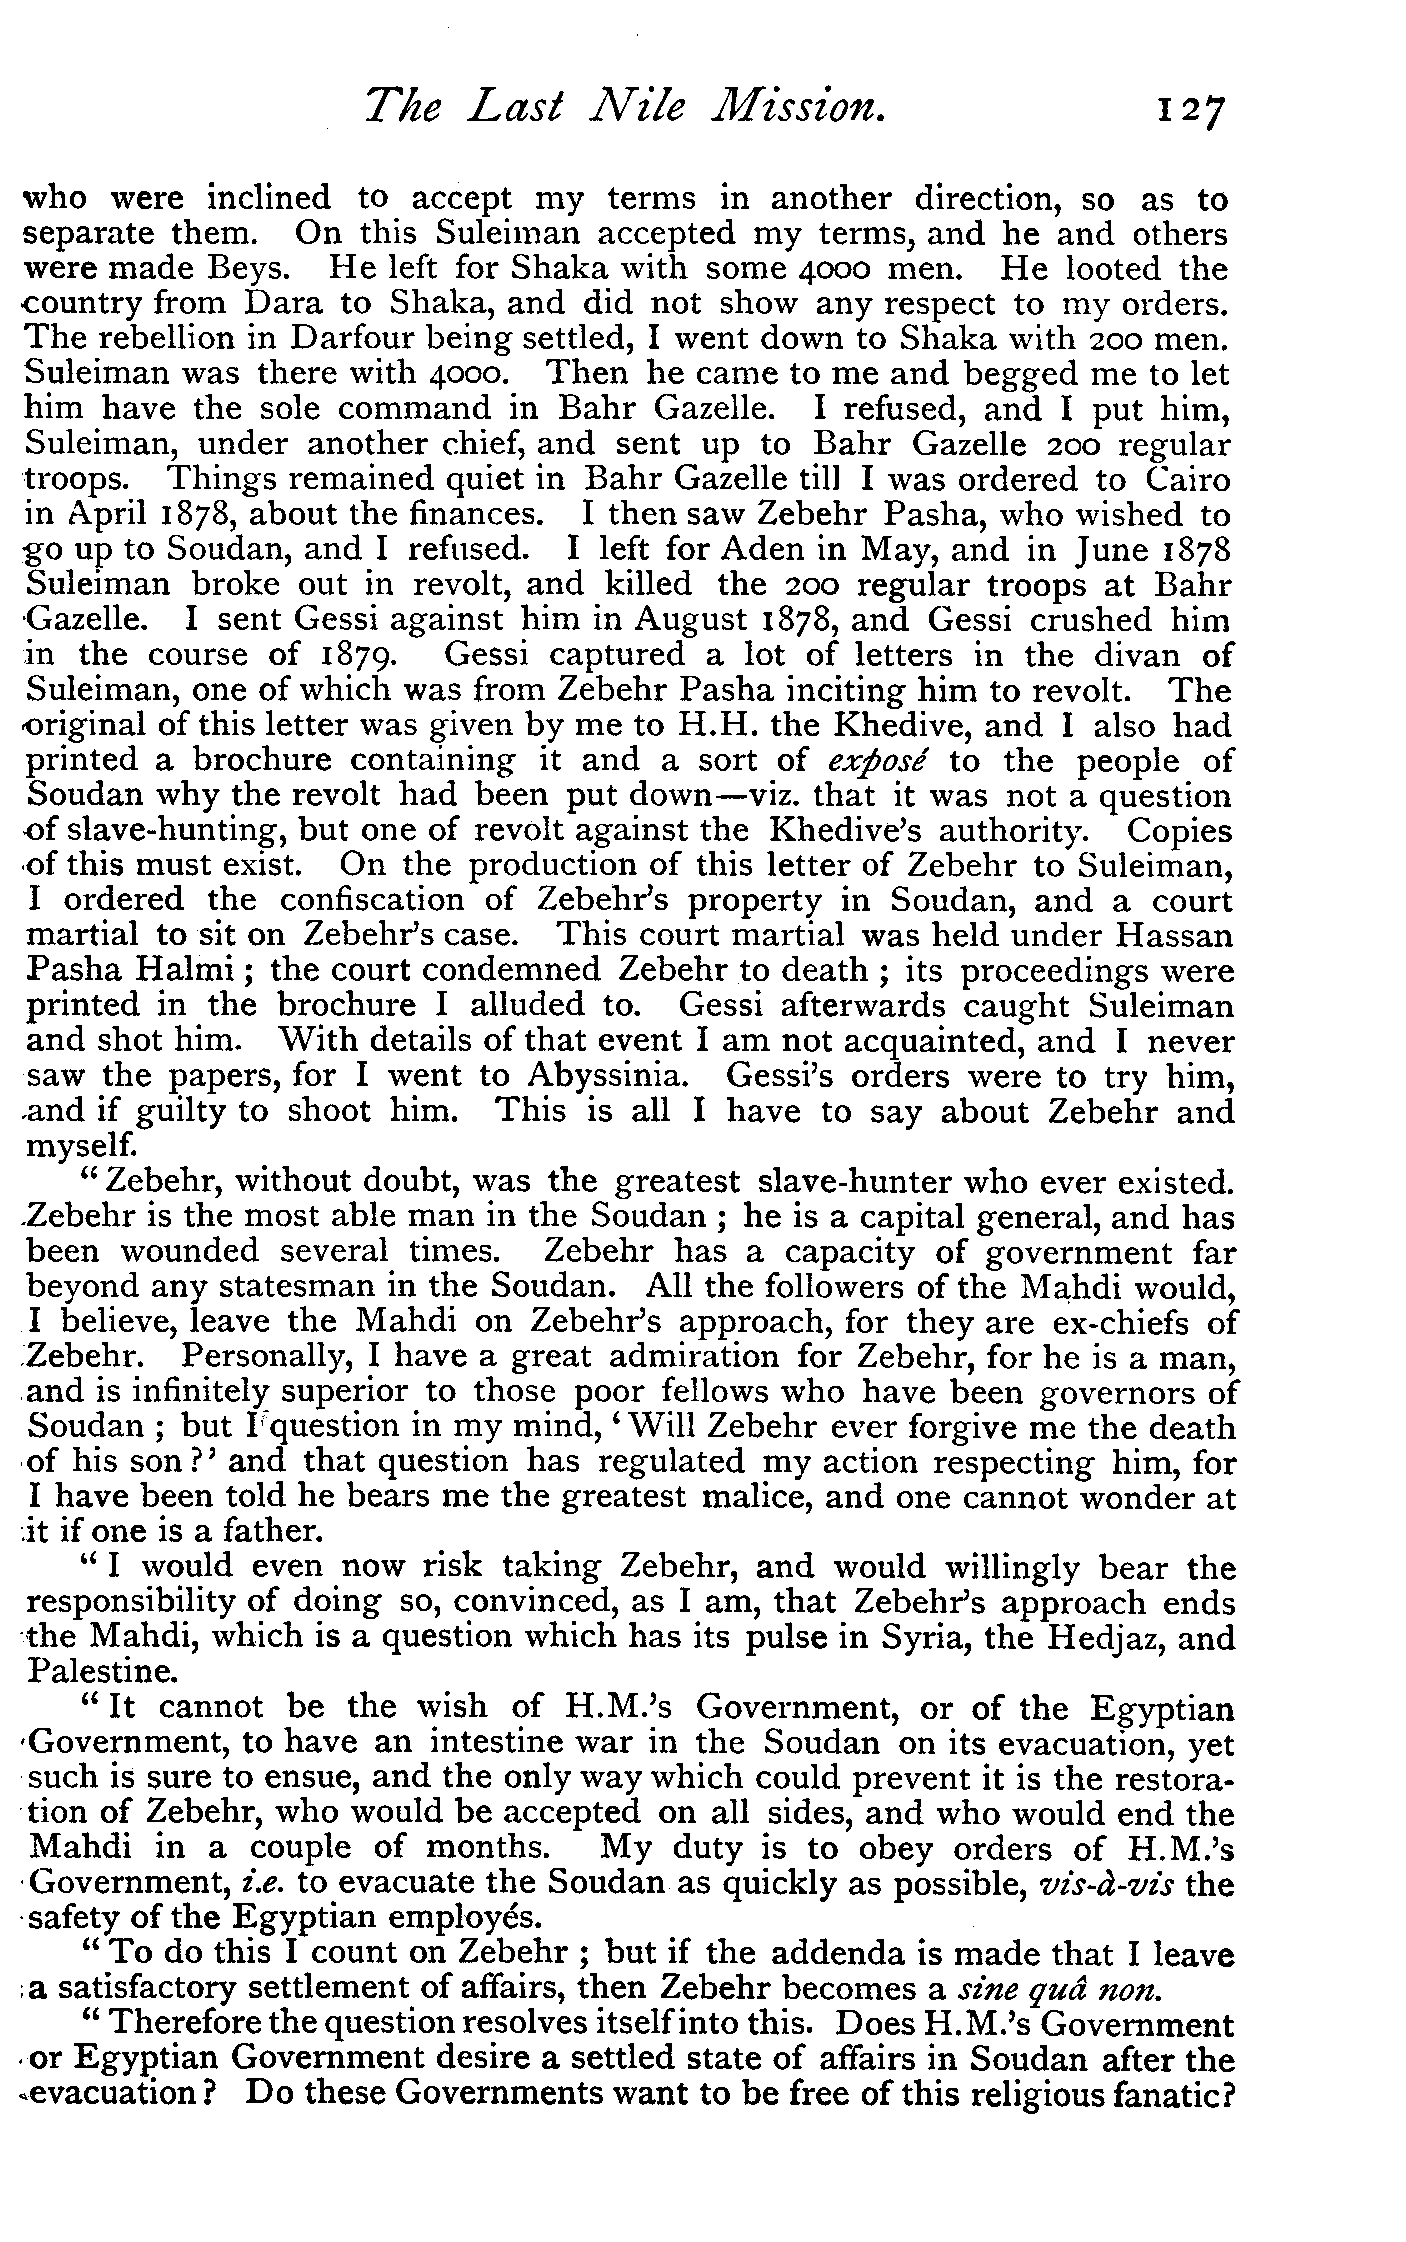 The Last Nile Mission. 127
who were inclined to accept my terms in another direction, so as to
separate them. On this Suleiman accepted my terms, and he and others
were made Beys. He left for Shaka with some 4000 men. He looted the
country from Dara to Shaka, and did not show any respect to my orders.
The rebellion in Darfour being settled, I went down to Shaka with 200 men.
Suleiman was there with 4000. Then he came to me and begged me to let
him have the sole command in Bahr Gazelle. I refused, and I put him,
Suleiman, under another chief, and sent up to Bahr Gazelle 200 regular
troops. Things remained quiet in Bahr Gazelle till I was ordered to Cairo
in April 1878, about the finances. I then saw Zebehr Pasha, who wished to
go up to Soudan, and I refused. I left for Aden in May, and in June 1878
Suleiman broke out in revolt, and killed the 200 regular troops at Bahr
Gazelle. I sent Gessi against him in August 1878, and Gessi crushed him
in the course of 1879. Gessi captured a lot of letters in the divan of
Suleiman, one of which was from Zebehr Pasha inciting him to revolt. The
original of this letter was given by me to H.H. the Khedive, and I also had
printed a brochure containing it and a sort of exposé to the people of
Soudan why the revolt had been put down—viz. that it was not a question
of slave-hunting, but one of revolt against the Khedive's authority. Copies
of this must exist. On the production of this letter of Zebehr to Suleiman,
I ordered the confiscation of Zebehr's property in Soudan, and a court
martial to sit on Zebehr's case. This court martial was held under Hassan
Pasha Halmi ; the court condemned Zebehr to death ; its proceedings were
printed in the brochure I alluded to. Gessi afterwards caught Suleiman
and shot him. With details of that event I am not acquainted, and I never
saw the papers, for I went to Abyssinia. Gessi's orders were to try him,
and if guilty to shoot him. This is all I have to say about Zebehr and
myself.
“ Zebehr, without doubt, was the greatest slave-hunter who ever existed.
Zebehr is the most able man in the Soudan ; he is a capital general, and has
been wounded several times. Zebehr has a capacity of government far
beyond any statesman in the Soudan. All the followers of the Mahdi would,
I believe, leave the Mahdi on Zebehr's approach, for they are ex-chiefs of
Zebehr. Personally, I have a great admiration for Zebehr, for he is a man,
and is infinitely superior to those poor fellows who have been governors of
Soudan ; but I question in my mind, ‘ Will Zebehr ever forgive me the death
of his son ?’ and that question has regulated my action respecting him, for
I have been told he bears me the greatest malice, and one cannot wonder at
it if one is a father.
“ I would even now risk taking Zebehr, and would willingly bear the
responsibility of doing so, convinced, as I am, that Zebehr's approach ends
the Mahdi, which is a question which has its pulse in Syria, the Hedjaz, and
Palestine.
“ It cannot be the wish of H.M.'s Government, or of the Egyptian
Government, to have an intestine war in the Soudan on its evacuation, yet
such is sure to ensue, and the only way which could prevent it is the restora-
tion of Zebehr, who would be accepted on all sides, and who would end the
Mahdi in a couple of months. My duty is to obey orders of H.M.'s
Government, i.e. to evacuate the Soudan as quickly as possible, vis-à-vis the
safety of the Egyptian employés.
“ To do this I count on Zebehr ; but if the addenda is made that I leave
a satisfactory settlement of affairs, then Zebehr becomes a sine quâ non.
“ Therefore the question resolves itself into this. Does H.M.'s Government
or Egyptian Government desire a settled state of affairs in Soudan after the
evacuation ? Do these Governments want to be free of this religious fanatic?